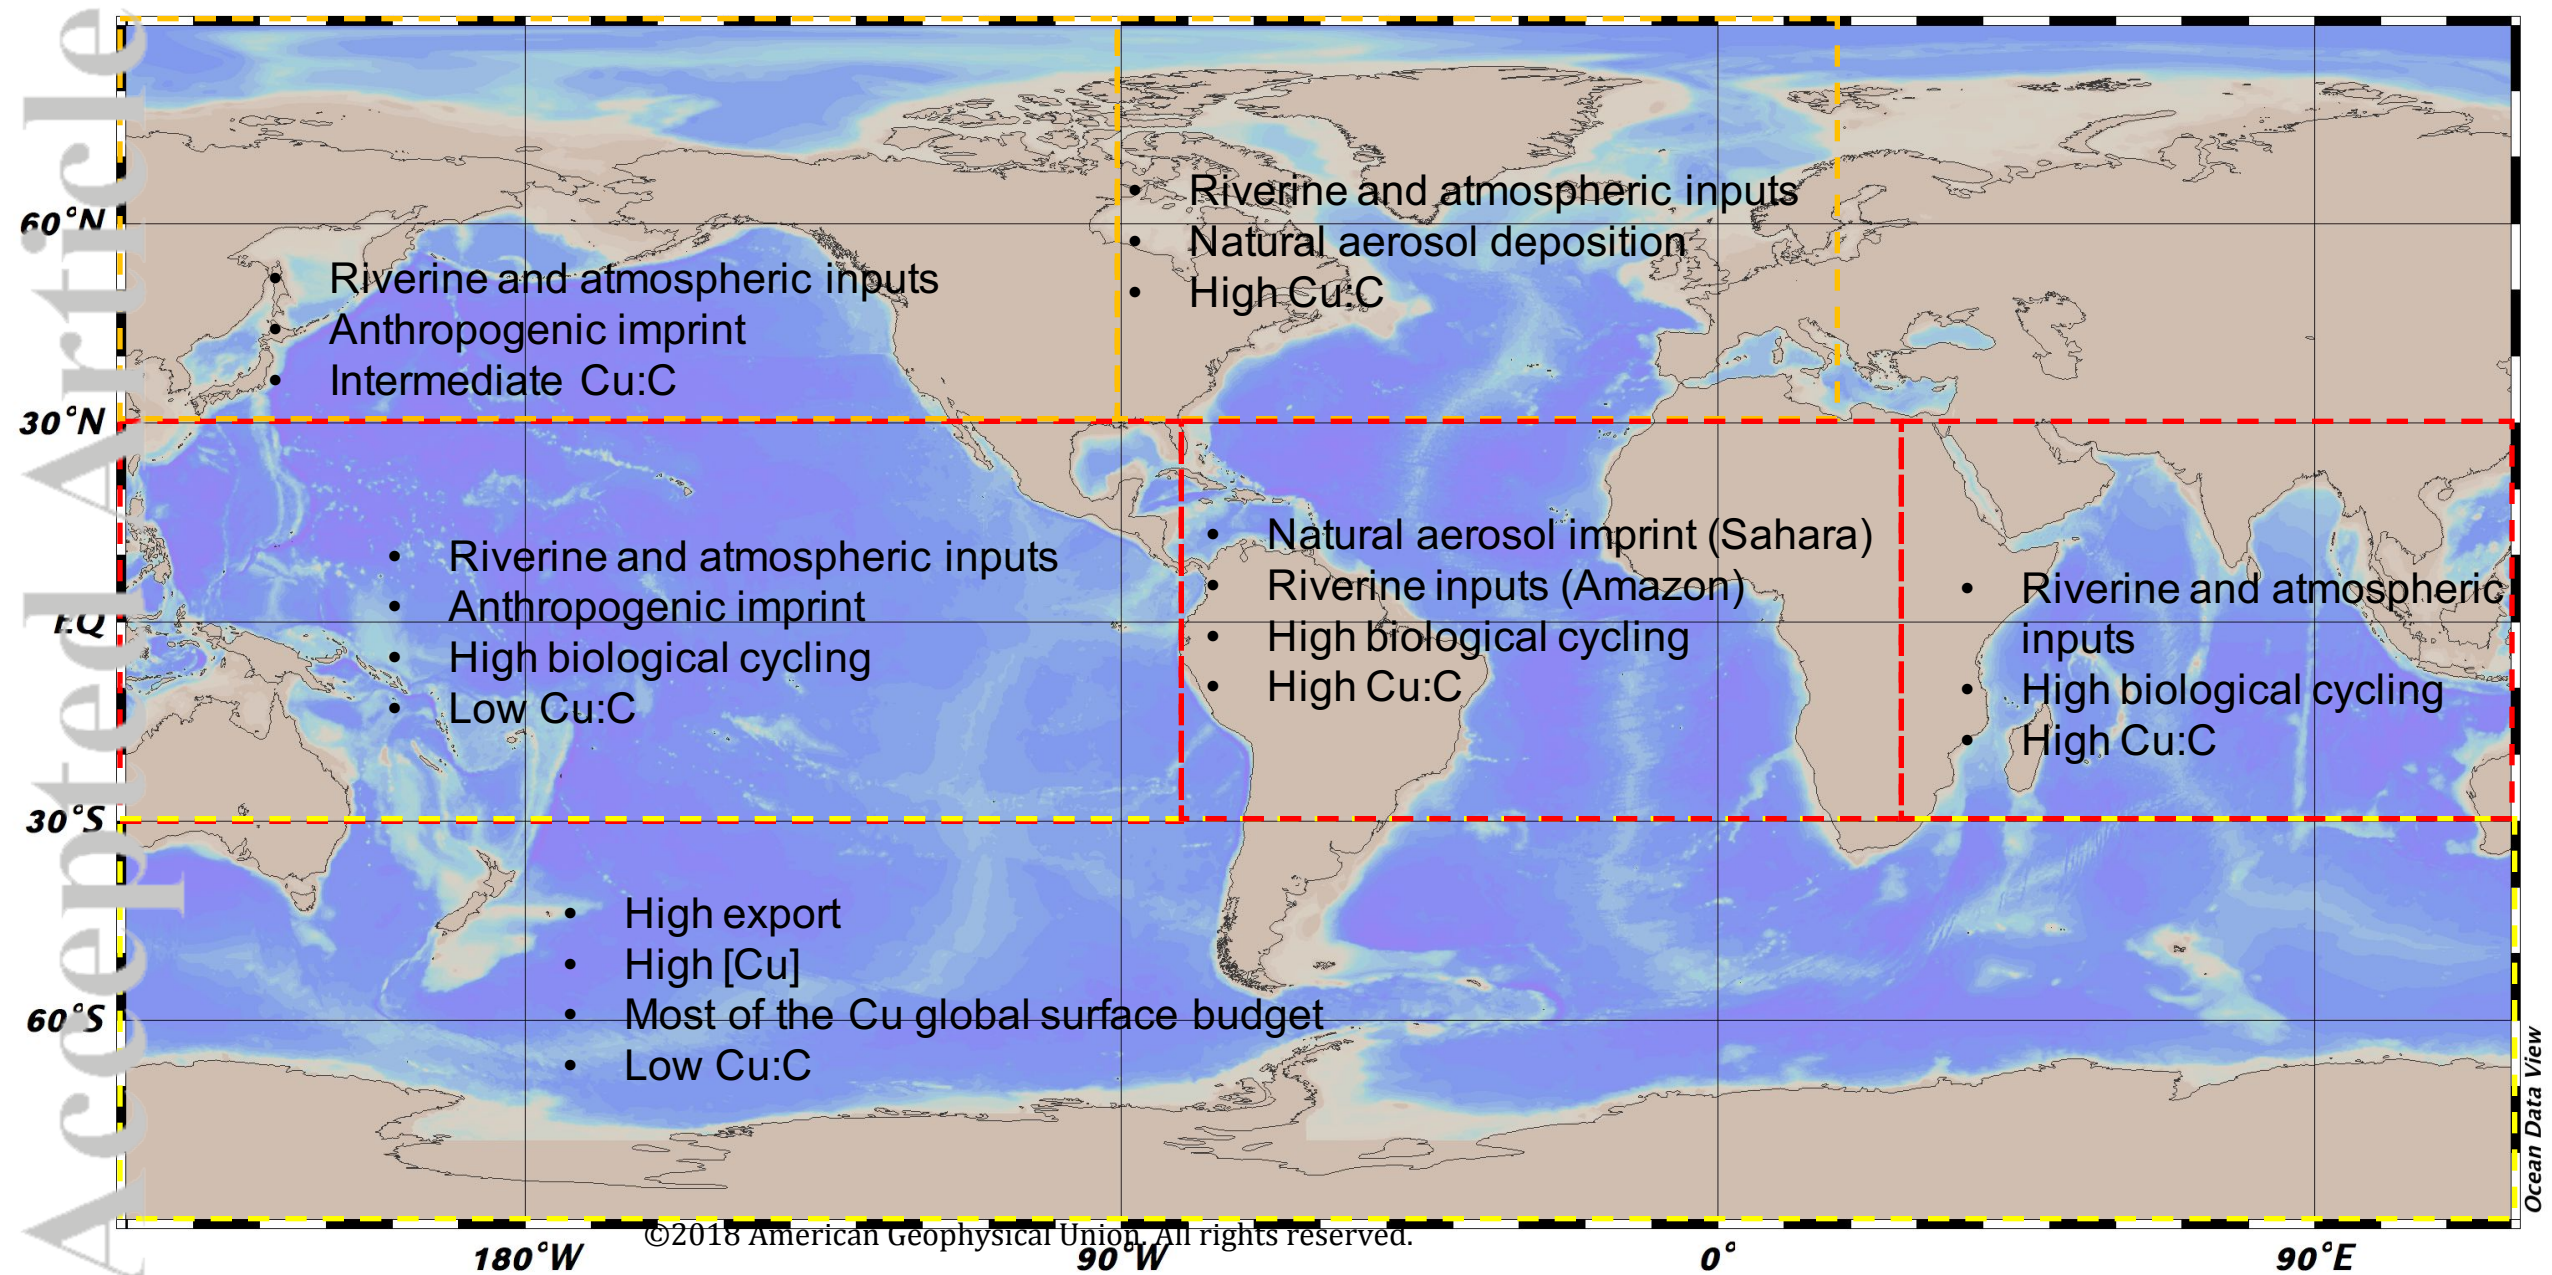 Accepted Article
• Riverine and atmospheric inputs
• Natural aerosol deposition
• High Cu:C
• Riverine and atmospheric inputs
• Anthropogenic imprint
• Intermediate Cu:C
• Natural aerosol imprint (Sahara)
• Riverine inputs (Amazon)
• High biological cycling
• High Cu:C
• Riverine and atmospheric inputs
• Anthropogenic imprint
• High biological cycling
• Low Cu:C
• Riverine and atmospheric
inputs
• High biological cycling
• High Cu:C
• High export
• High [Cu]
• Most of the Cu global surface budget
• Low Cu:C
60°N
30°N
EQ
30°S
60°S
Ocean Data View
©2018 American Geophysical Union. All rights reserved.
180°W
90°W
0°
90°E